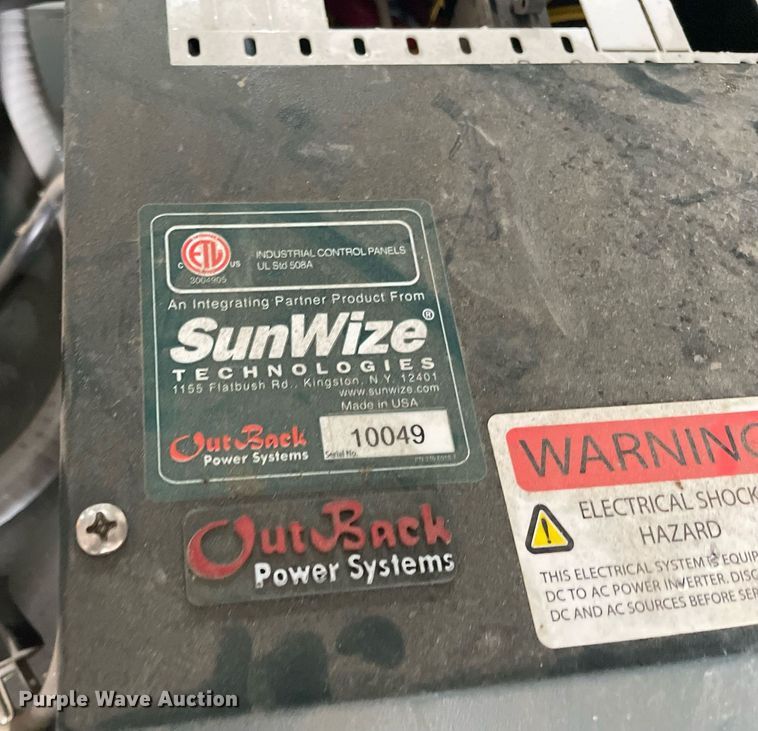 ETL
C US
3004905
INDUSTRIAL CONTROL PANELS
UL Std 508A
An Integrating Partner Product From
SunWize®
TECHNOLOGIES
1155 Flatbush Rd., Kingston, N.Y. 12401
www.sunwize.com
Made in USA
OutBack
Power Systems
Serial No.
10049
OutBack
Power Systems
WARNING
ELECTRICAL SHOCK
HAZARD
THIS ELECTRICAL SYSTEM IS EQUIP
DC TO AC POWER INVERTER. DISC
DC AND AC SOURCES BEFORE SER
Purple Wave Auction